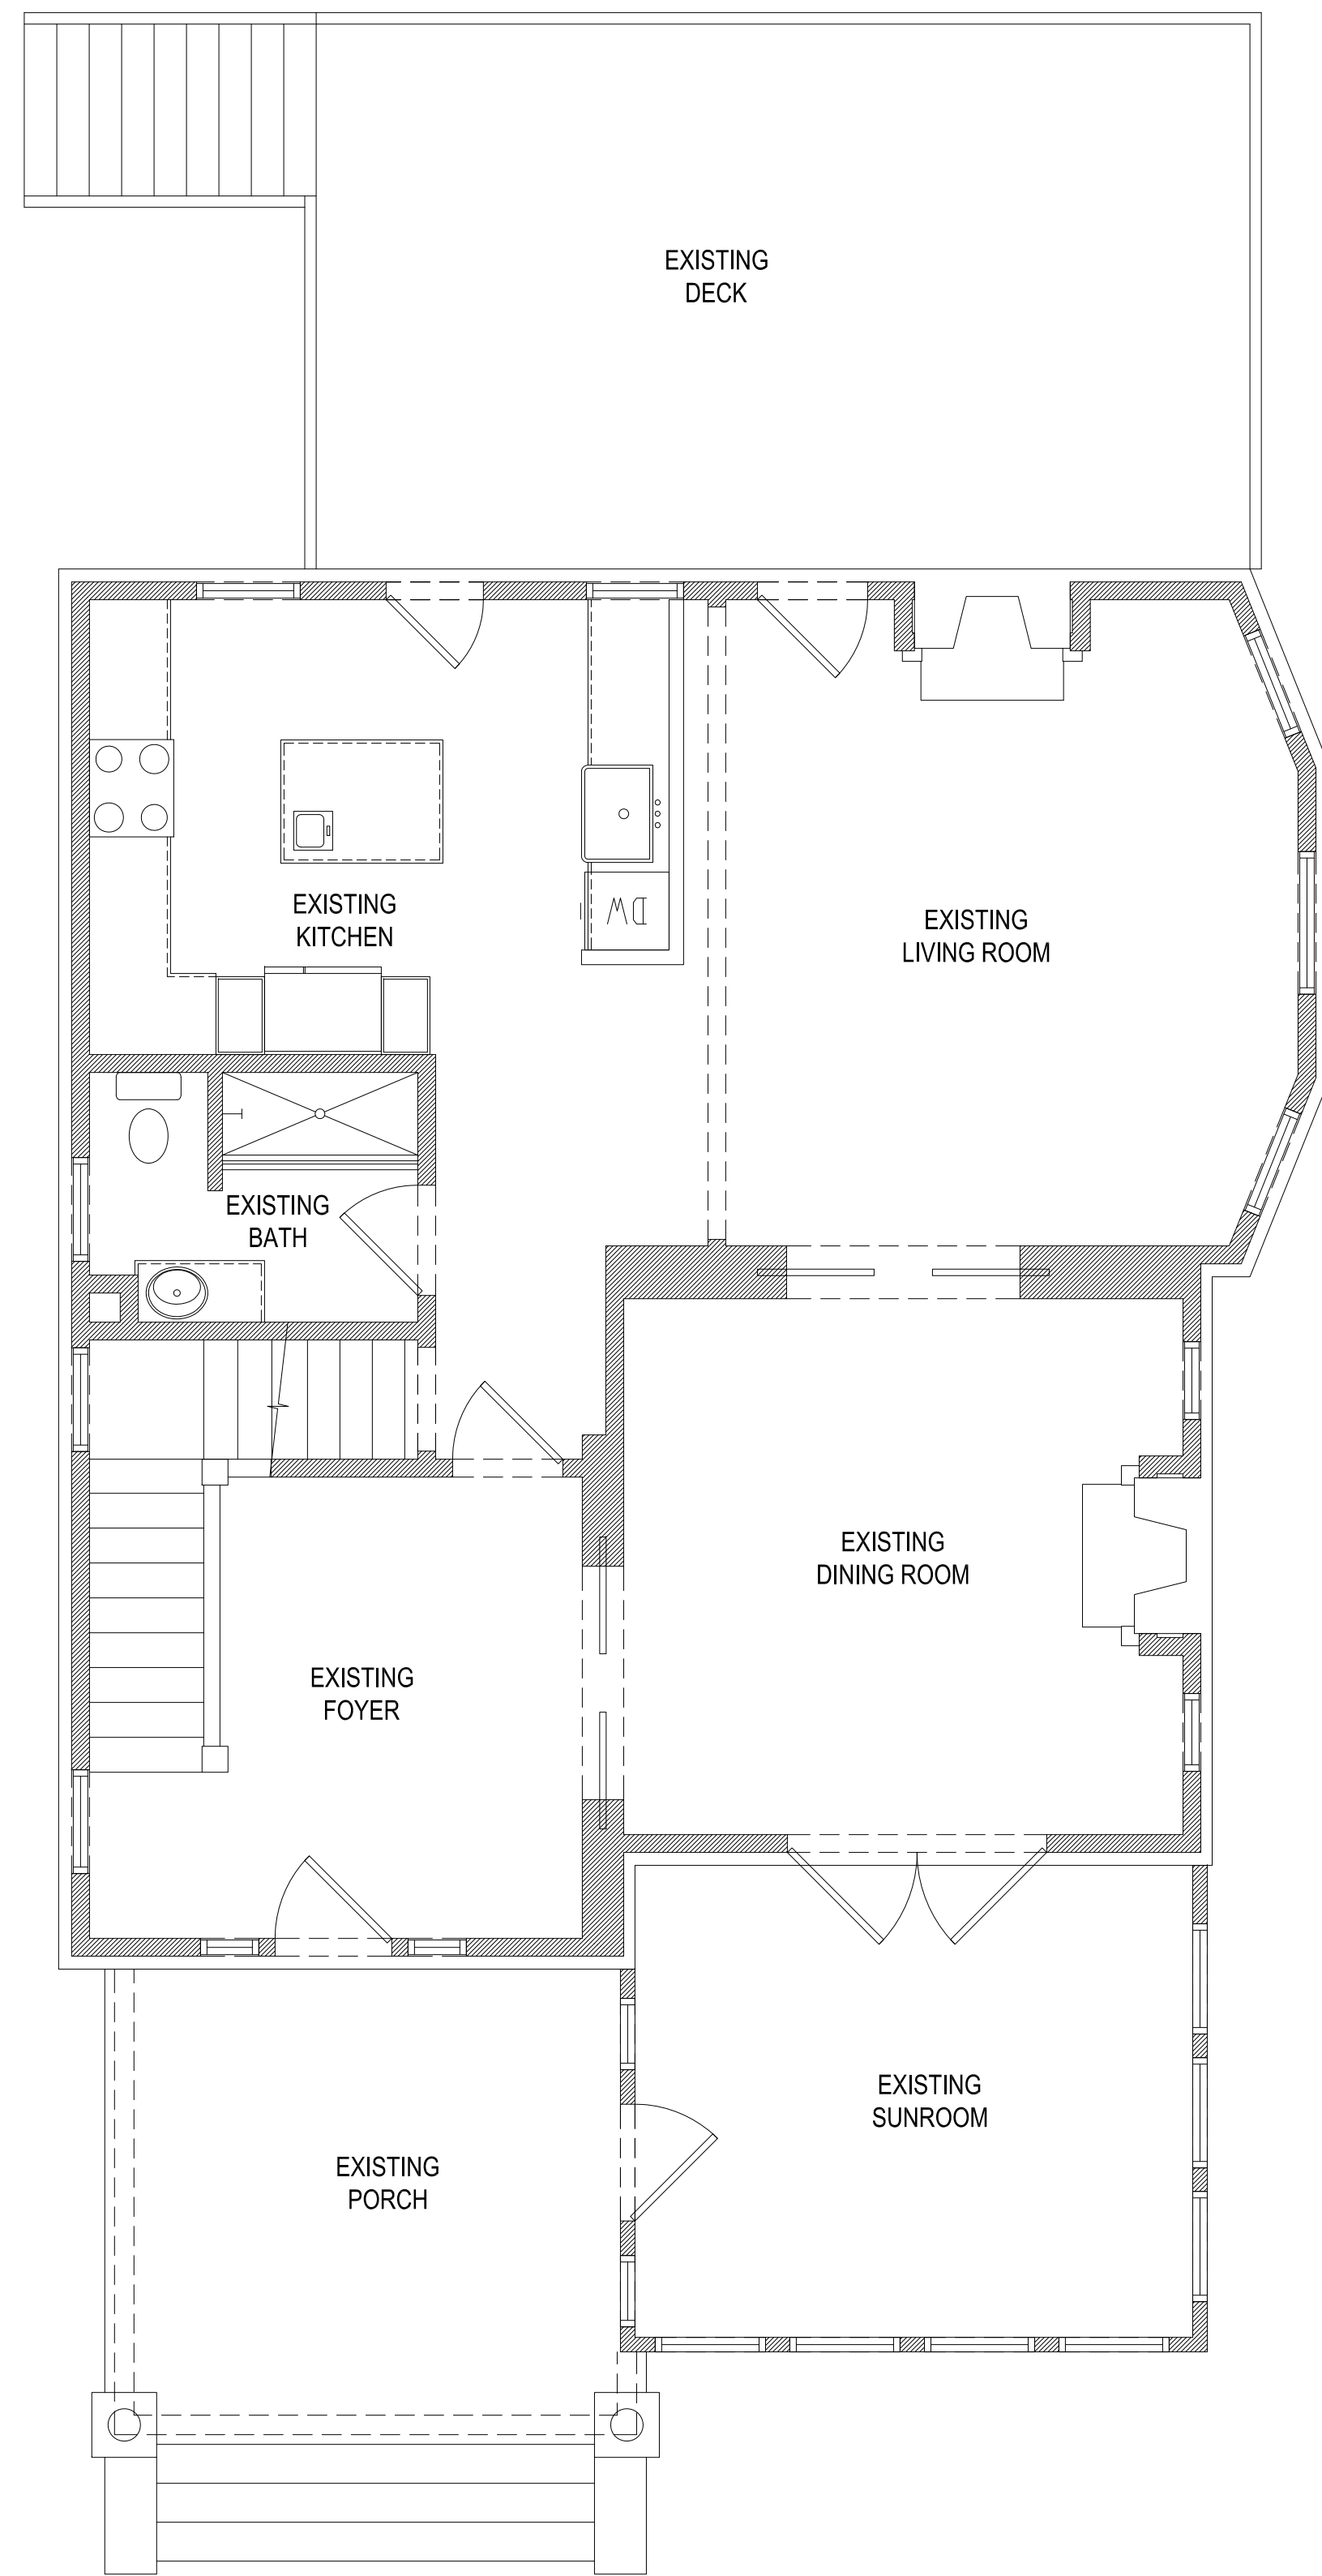 EXISTING
DECK
EXISTING
KITCHEN
DW
EXISTING
LIVING ROOM
EXISTING
BATH
EXISTING
DINING ROOM
EXISTING
FOYER
EXISTING
SUNROOM
EXISTING
PORCH